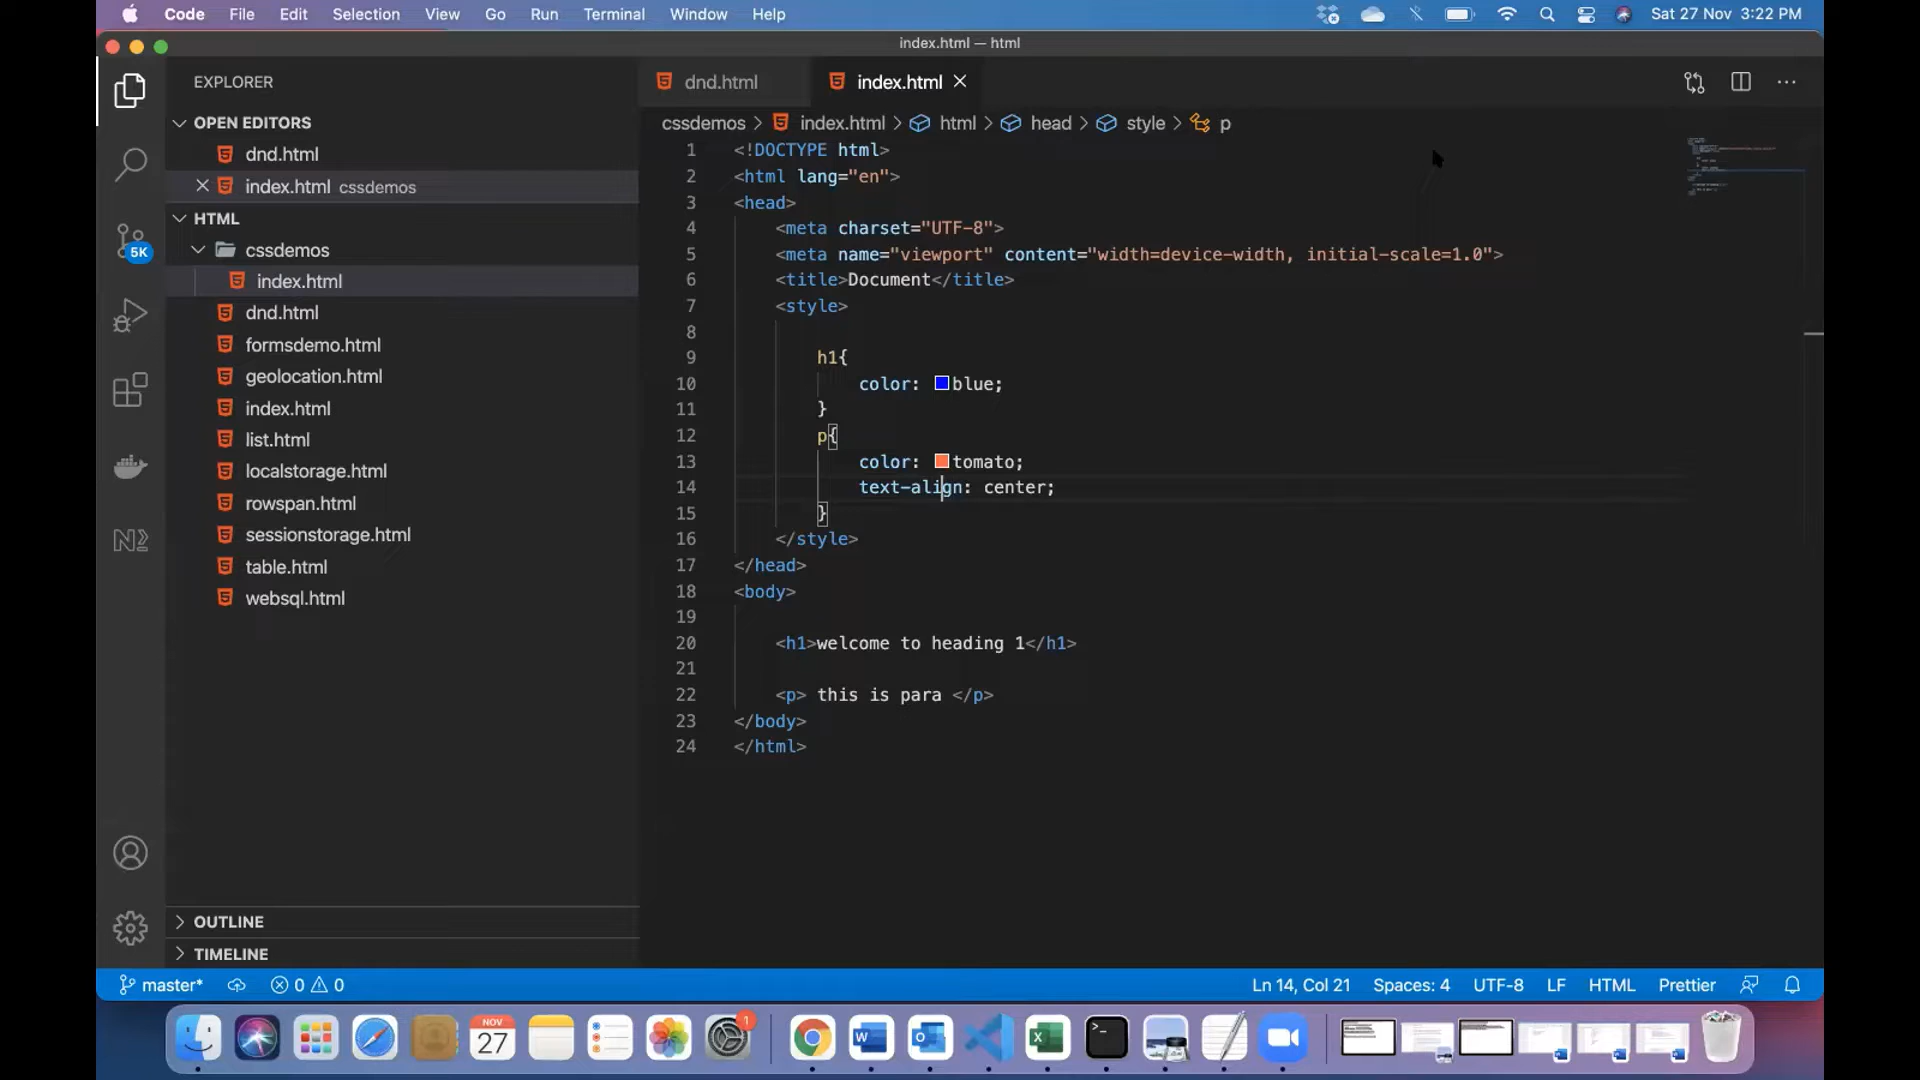 Code File Edit Selection View Go Run Terminal Window Help Sat 27 Nov 3:22 PM
index.html — html
EXPLORER
OPEN EDITORS
dnd.html
index.html cssdemos
HTML
cssdemos
index.html
dnd.html
formsdemo.html
geolocation.html
index.html
list.html
localstorage.html
rowspan.html
sessionstorage.html
table.html
websql.html
OUTLINE
TIMELINE
5K
dnd.html index.html
cssdemos > index.html > html > head > style > p
1 <!DOCTYPE html>
2 <html lang="en">
3 <head>
4 <meta charset="UTF-8">
5 <meta name="viewport" content="width=device-width, initial-scale=1.0">
6 <title>Document</title>
7 <style>
8
9 h1{
10 color: blue;
11 }
12 p{
13 color: tomato;
14 text-align: center;
15 }
16 </style>
17 </head>
18 <body>
19
20 <h1>welcome to heading 1</h1>
21
22 <p> this is para </p>
23 </body>
24 </html>
master* 0 0 Ln 14, Col 21 Spaces: 4 UTF-8 LF HTML Prettier
NOV
27
1